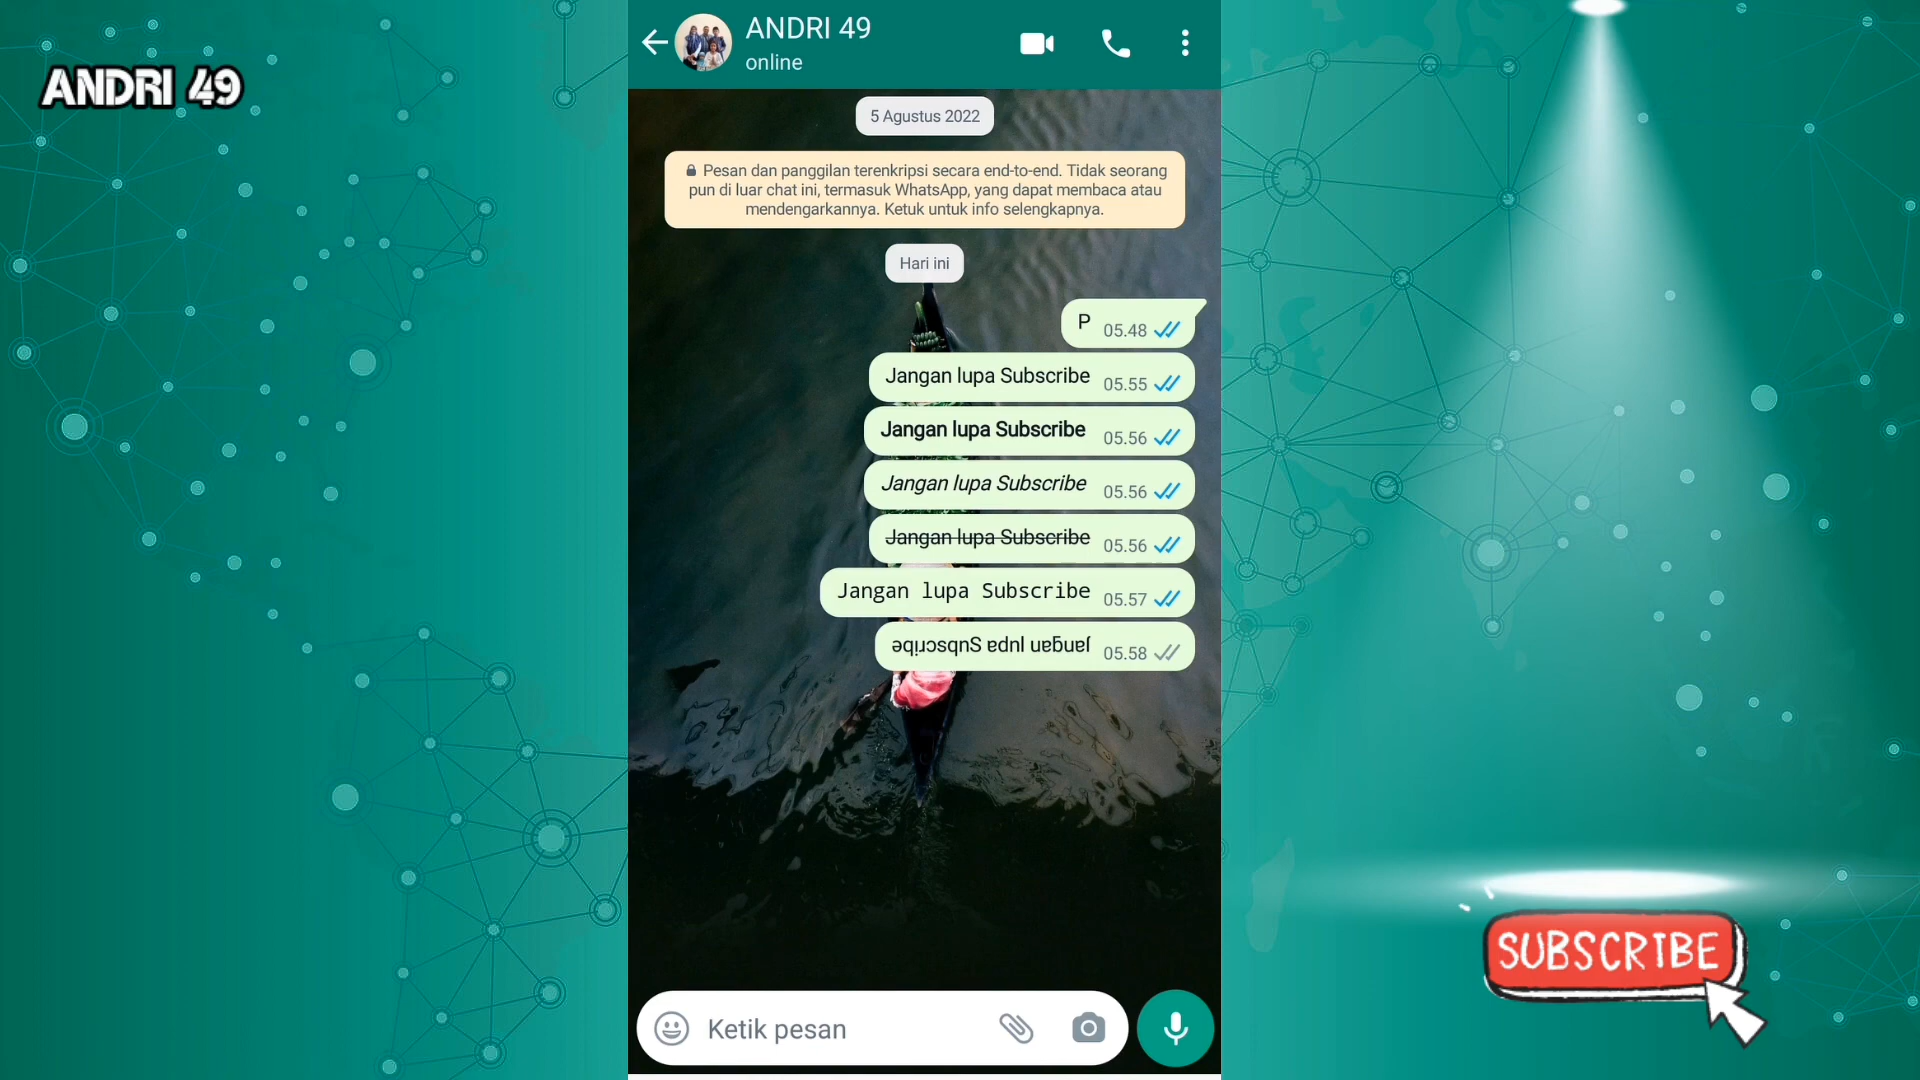 ANDRI 49
ANDRI 49
online
5 Agustus 2022
Pesan dan panggilan terenkripsi secara end-to-end. Tidak seorang
pun di luar chat ini, termasuk WhatsApp, yang dapat membaca atau
mendengarkannya. Ketuk untuk info selengkapnya.
Hari ini
P 05.48
Jangan lupa Subscribe 05.55
Jangan lupa Subscribe 05.56
Jangan lupa Subscribe 05.56
Jangan lupa Subscribe 05.56
Jangan lupa Subscribe 05.57
ǝqıɹɔsqnS ɐdnl uɐƃuɐſ 05.58
Ketik pesan
SUBSCRIBE